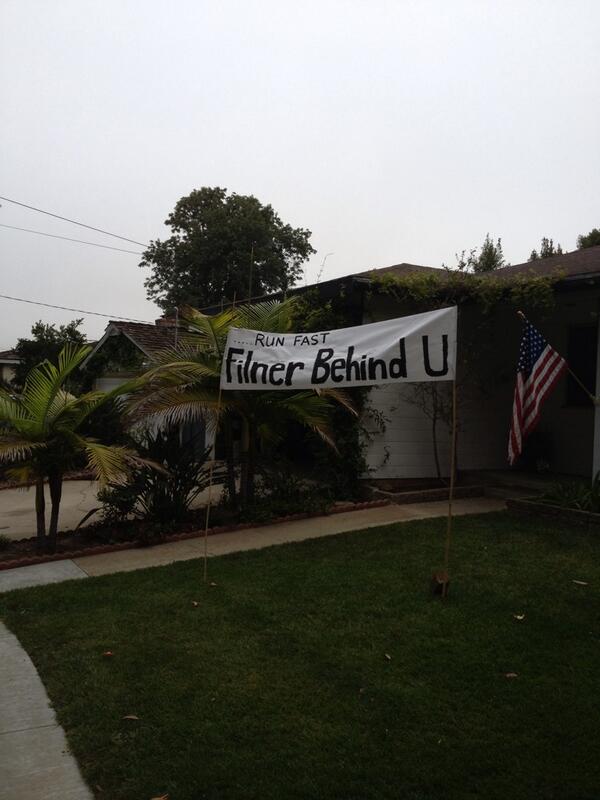 .....RUN FAST
Filner Behind U